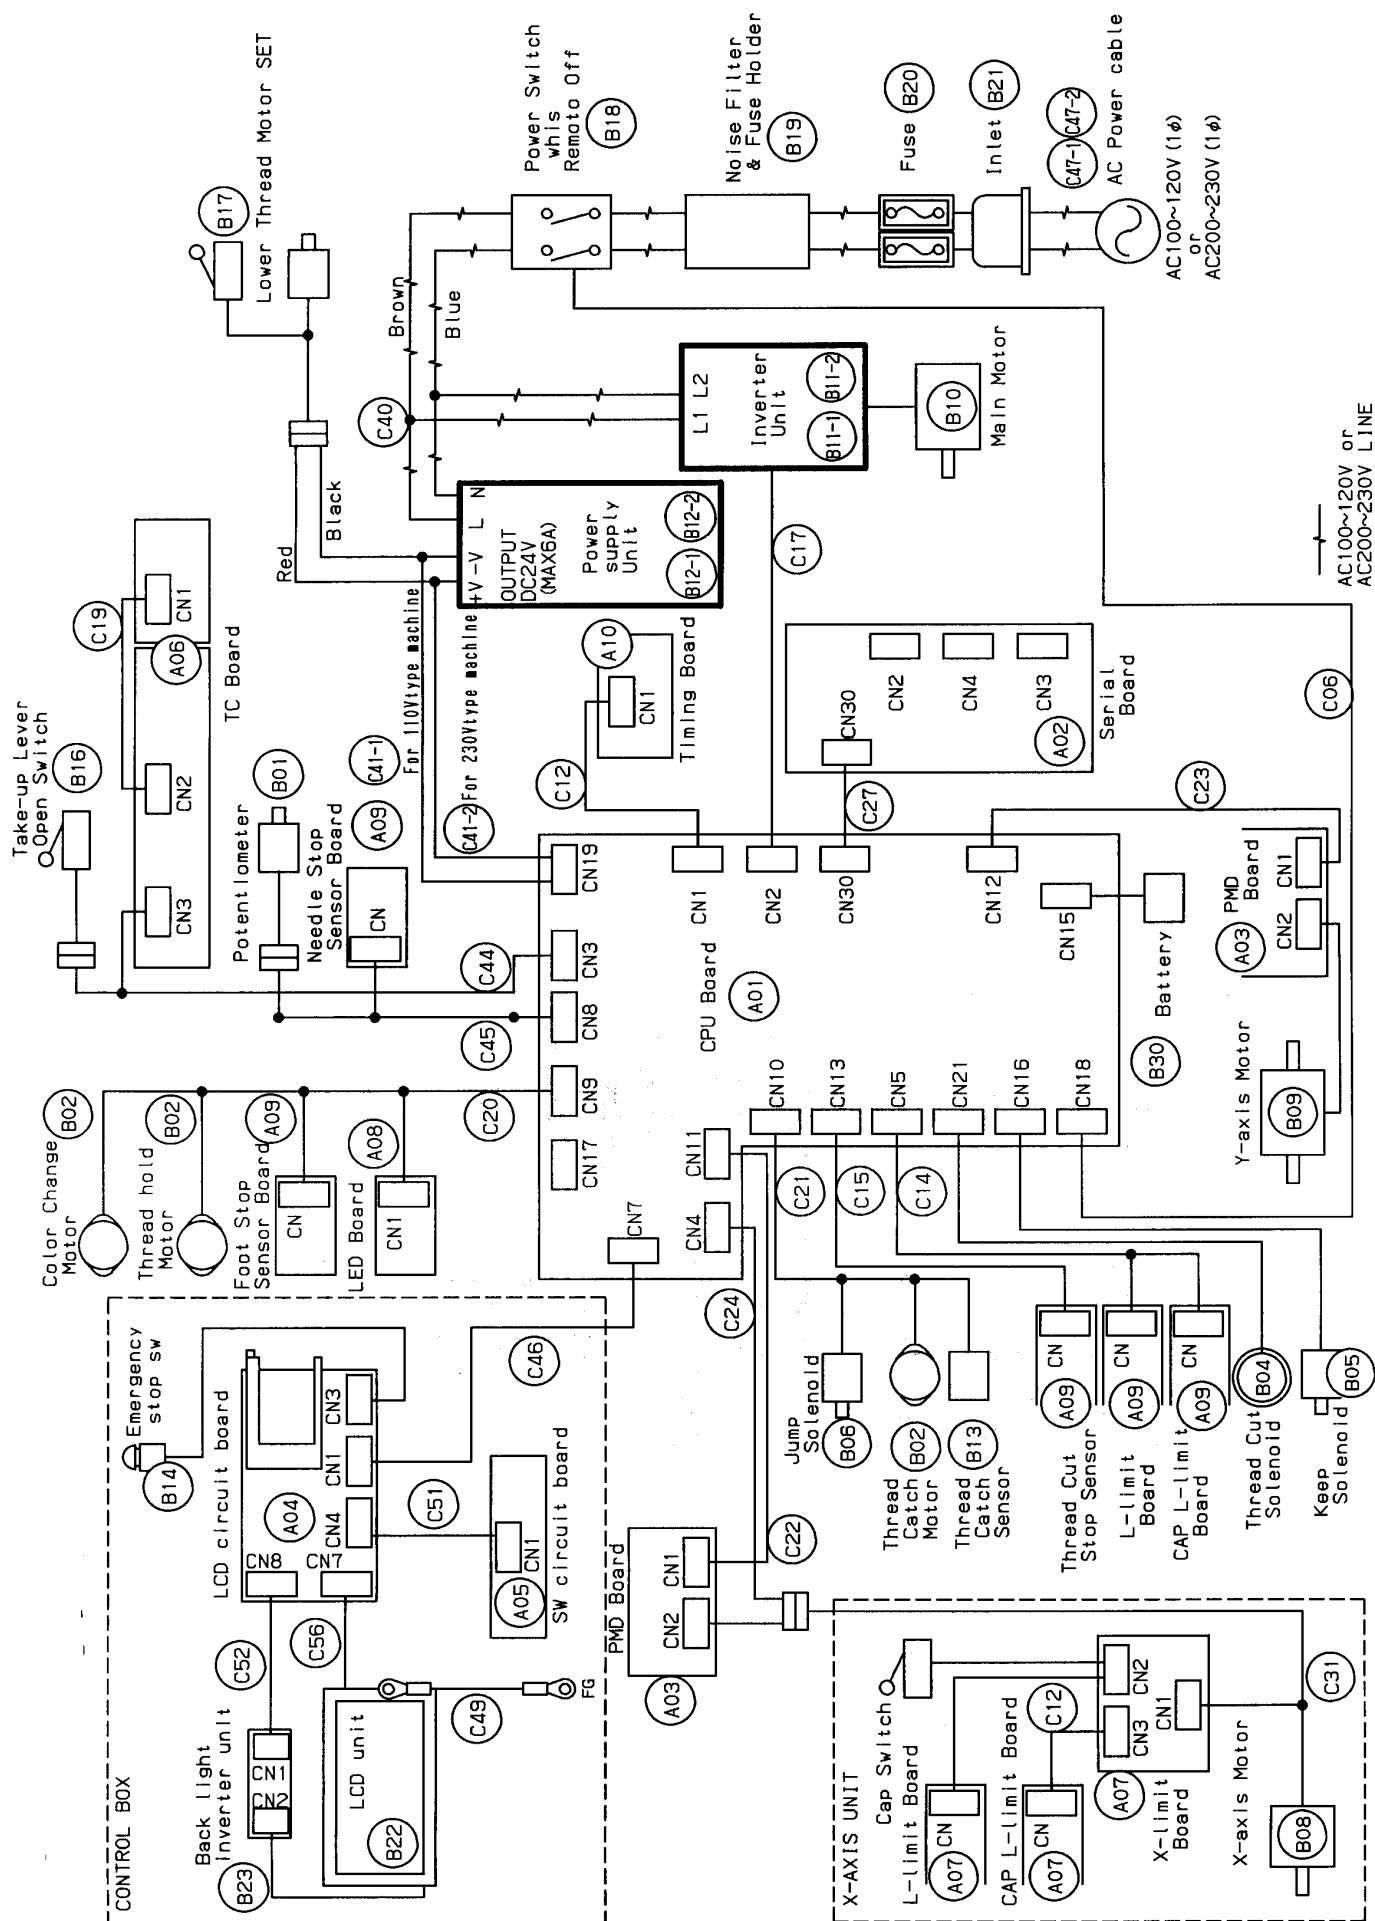 CONTROL BOX
Back light
inverter unit
B23
CN2
CN1
C52
C56
LCD unit
B22
C49
FG
LCD circuit board
CN8
CN7
A04
CN4
CN1
CN3
Emergency
stop sw
B14
C51
A05
CN1
SW circuit board
C46
Color Change
Motor
B02
Thread hold
Motor
B02
Foot Stop
Sensor Board
A09
CN
LED Board
A08
CN1
C20
Take-up Lever
Open Switch
B16
C19
CN3
CN2
CN1
A06
TC Board
Potentiometer
B01
Needle Stop
Sensor Board
A09
CN
C45
C44
C41-1
For 110Vtype machine
C41-2
For 230Vtype machine
Red
Black
B17
Lower Thread Motor SET
C40
Brown
Blue
+V
-V
L
N
OUTPUT
DC24V
(MAX6A)
Power
supply
Unit
B12-1
B12-2
L1
L2
Inverter
Unit
B11-1
B11-2
B10
Main Motor
Power Switch
whis
Remato Off
B18
Noise Filter
& Fuse Holder
B19
Fuse
B20
Inlet
B21
C47-1
C47-2
AC Power cable
AC100~120V(1ϕ)
or
AC200~230V(1ϕ)
A10
CN1
Timing Board
C12
C17
CN30
CN2
CN4
CN3
A02
Serial
Board
C27
CPU Board
A01
CN7
CN17
CN9
CN8
CN3
CN19
CN4
CN11
CN1
CN2
CN30
CN12
CN15
CN10
CN13
CN5
CN21
CN16
CN18
Battery
B30
C23
C06
A03
PMD
Board
CN2
CN1
Y-axis Motor
B09
AC100~120V or
AC200~230V LINE
C21
C15
C14
C24
C22
Jump
Solenoid
B06
Thread
Catch
Motor
B02
Thread
Catch
Sensor
B13
Thread Cut
Stop Sensor
A09
CN
L-limit
Board
A09
CN
CAP L-limit
Board
A09
CN
Thread Cut
Solenoid
B04
Keep
Solenoid
B05
PMD Board
CN2
CN1
A03
X-AXIS UNIT
Cap Switch
L-limit Board
CN
A07
CAP L-limit Board
CN
A07
C12
CN3
CN2
CN1
A07
X-limit
Board
X-axis Motor
B08
C31